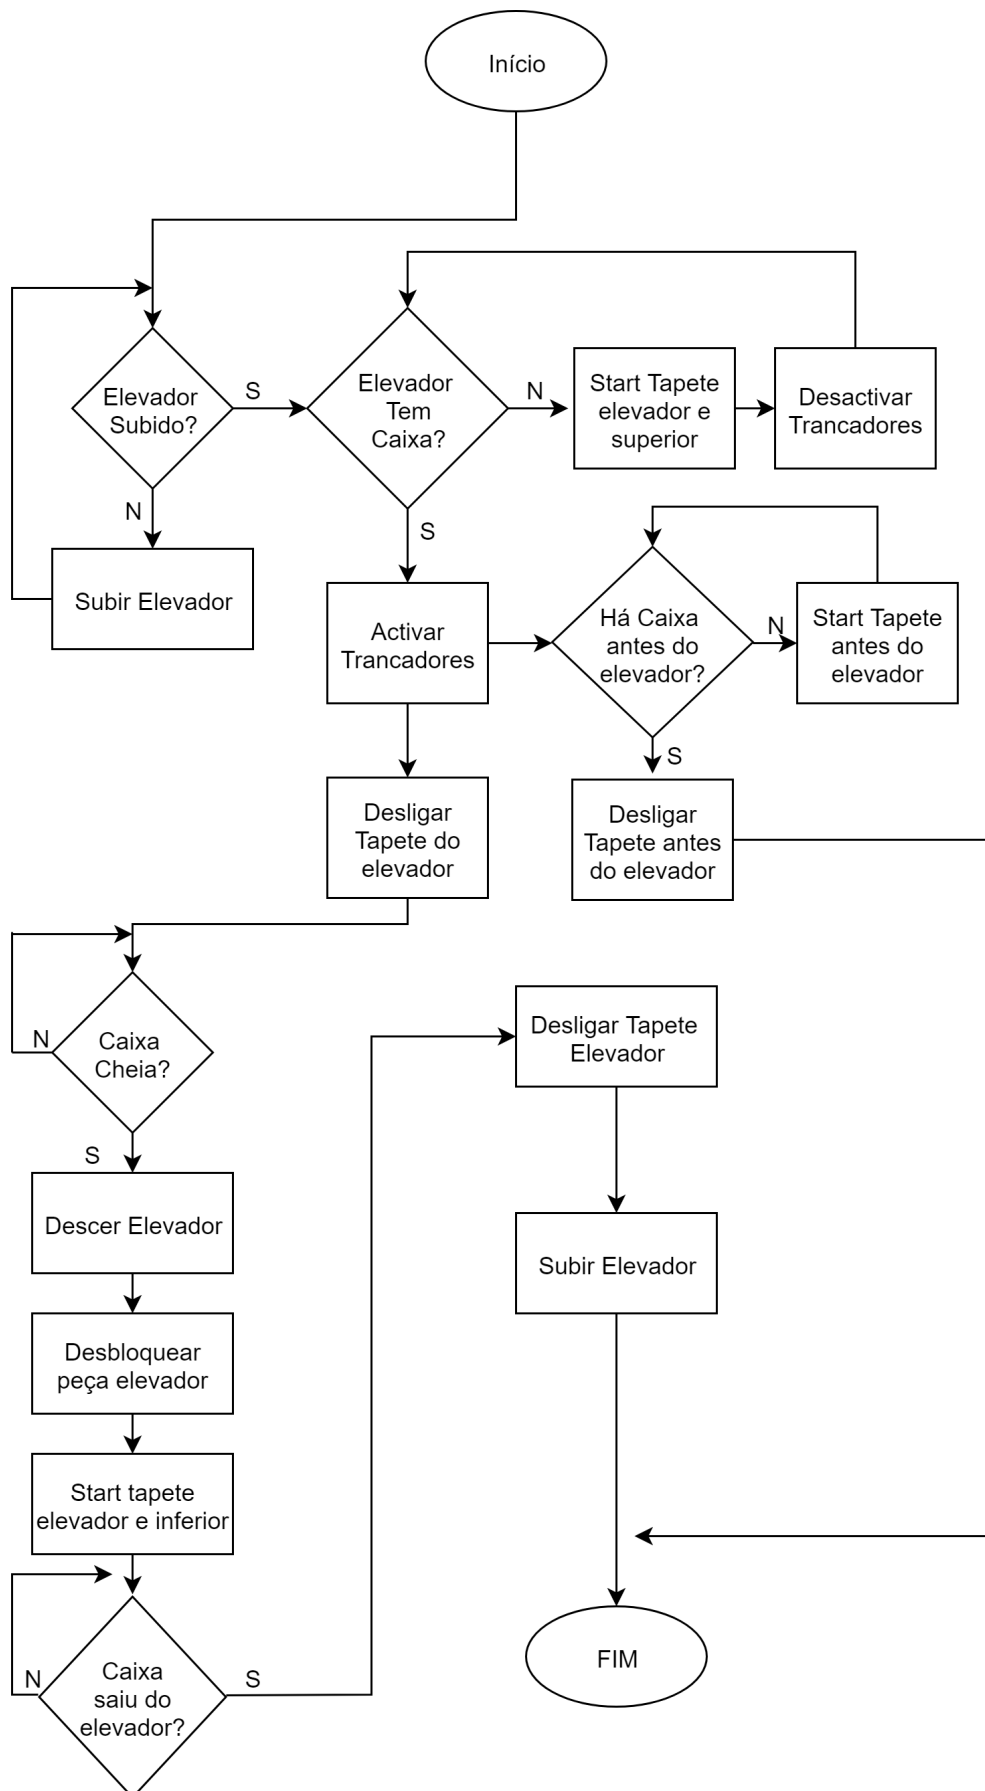 Início
Elevador
Subido?
S
N
Subir Elevador
Elevador
Tem
Caixa?
N
S
Start Tapete
elevador e
superior
Desactivar
Trancadores
Activar
Trancadores
Há Caixa
antes do
elevador?
N
S
Start Tapete
antes do
elevador
Desligar
Tapete do
elevador
Desligar
Tapete antes
do elevador
Caixa
Cheia?
N
S
Descer Elevador
Desbloquear
peça elevador
Start tapete
elevador e inferior
Caixa
saiu do
elevador?
N
S
Desligar Tapete
Elevador
Subir Elevador
FIM